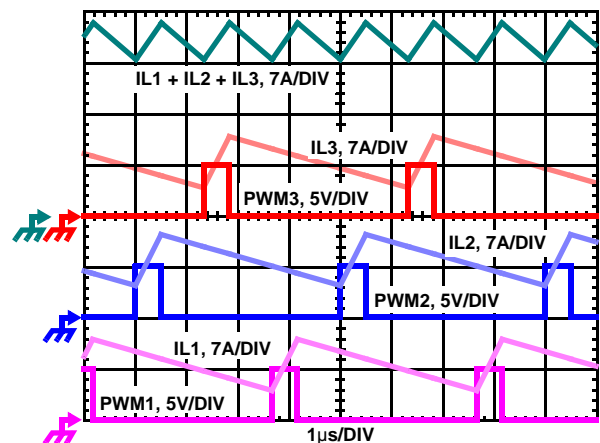 IL1 + IL2 + IL3, 7A/DIV
IL3, 7A/DIV
PWM3, 5V/DIV
IL2, 7A/DIV
PWM2, 5V/DIV
IL1, 7A/DIV
PWM1, 5V/DIV
1μs/DIV